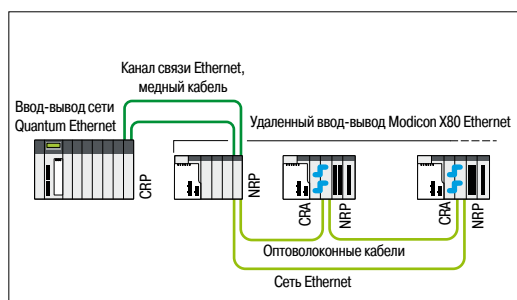 Канал связи Ethernet,
медный кабель
Ввод-вывод сети
Quantum Ethernet
Удаленный ввод-вывод Modicon X80 Ethernet
CRP
NRP
CRA
NRP
CRA
NRP
Оптоволоконные кабели
Сеть Ethernet